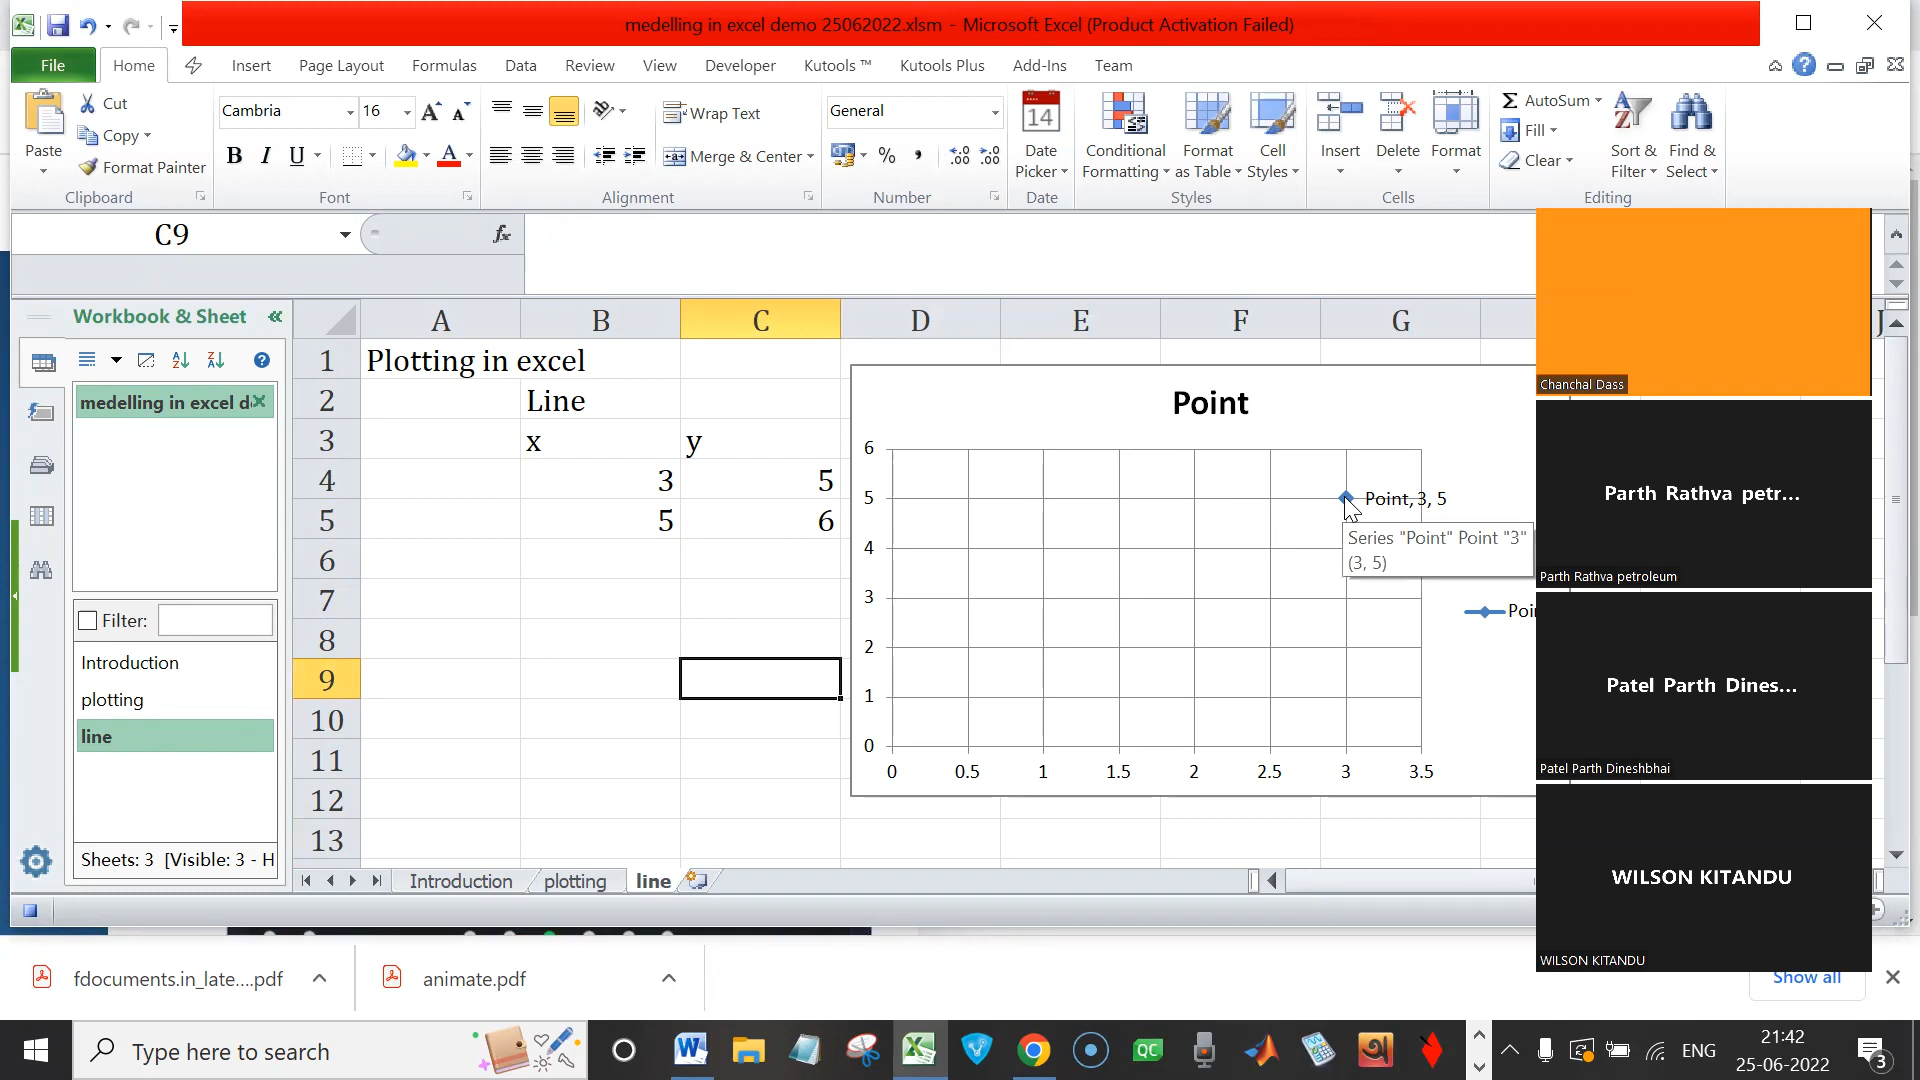 medelling in excel demo 25062022.xlsm - Microsoft Excel (Product Activation Failed)
File Home Insert Page Layout Formulas Data Review View Developer Kutools ™ Kutools Plus Add-Ins Team
Paste
Cut
Copy
Format Painter
Clipboard
Cambria 16
B I U A
Font
Wrap Text
Merge & Center
Alignment
General
% ,
Number
14
Date Picker
Date
Conditional Formatting
Format as Table
Cell Styles
Styles
Insert
Delete
Format
Cells
Σ AutoSum
Fill
Clear
Sort & Filter
Find & Select
Editing
C9
= fx
Workbook & Sheet «
medelling in excel d
Filter:
Introduction
plotting
line
Sheets: 3 [Visible: 3 - H
A B C D E F G J
1 Plotting in excel
2 Line
3 x y
4 3 5
5 5 6
6
7
8
9
10
11
12
13
Point
6
5
4
3
2
1
0
0 0.5 1 1.5 2 2.5 3 3.5
Point, 3, 5
Series "Point" Point "3"
(3, 5)
Poi
Chanchal Dass
Parth Rathva petr...
Parth Rathva petroleum
Patel Parth Dines...
Patel Parth Dineshbhai
WILSON KITANDU
WILSON KITANDU
Introduction plotting line
fdocuments.in_late....pdf
animate.pdf
Show all
Type here to search
W
QC
ENG
21:42
25-06-2022
3